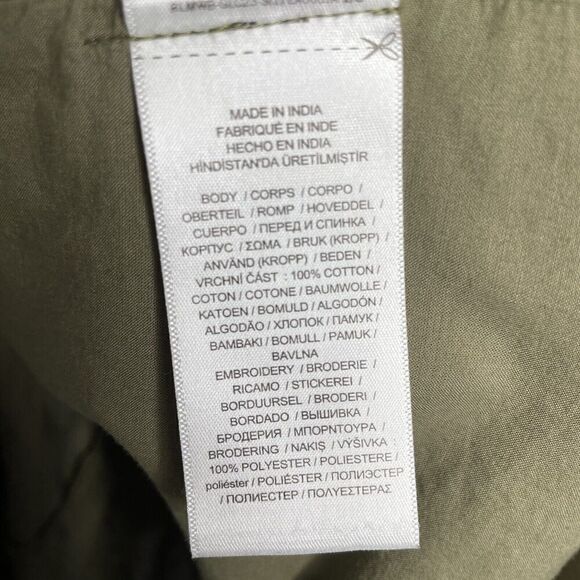 MADE IN INDIA
FABRIQUÉ EN INDE
HECHO EN INDIA
HİNDİSTAN'DA ÜRETİLMİŞTİR
BODY / CORPS / CORPO /
OBERTEIL / ROMP / HOVEDDEL /
CUERPO / ПЕРЕД И СПИНКА /
КОРПУС / ΣΩΜΑ / BRUK (KROPP) /
ANVÄND (KROPP) / BEDEN /
VRCHNÍ ČÁST : 100% COTTON /
COTON / COTONE / BAUMWOLLE /
KATOEN / BOMULD / ALGODÓN /
ALGODÃO / ХЛОПОК / ПАМУК /
ΒΑΜΒΑΚΙ / BOMULL / PAMUK /
BAVLNA
EMBROIDERY / BRODERIE /
RICAMO / STICKEREI /
BORDUURSEL / BRODERI /
BORDADO / ВЫШИВКА /
БРОДЕРИЯ / ΜΠΟΡΝΤΟΥΡΑ /
BRODERING / NAKIŞ / VÝŠIVKA :
100% POLYESTER / POLIESTERE /
poliéster / POLIÉSTER / ПОЛИЭСТЕР
/ ПОЛИЕСТЕР / ΠΟΛΥΕΣΤΕΡΑΣ